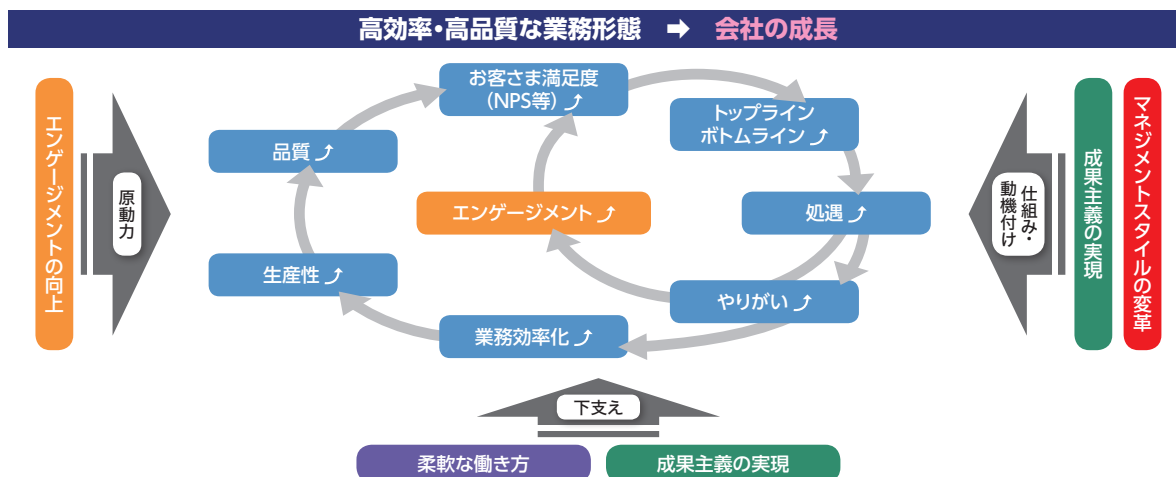 高効率・高品質な業務形態 ➡ 会社の成長
エンゲージメントの向上
原動力
お客さま満足度
(NPS等)⤴
トップライン
ボトムライン⤴
品質⤴
エンゲージメント⤴
処遇⤴
生産性⤴
やりがい⤴
業務効率化⤴
仕組み・
動機付け
成果主義の実現
マネジメントスタイルの変革
下支え
柔軟な働き方
成果主義の実現